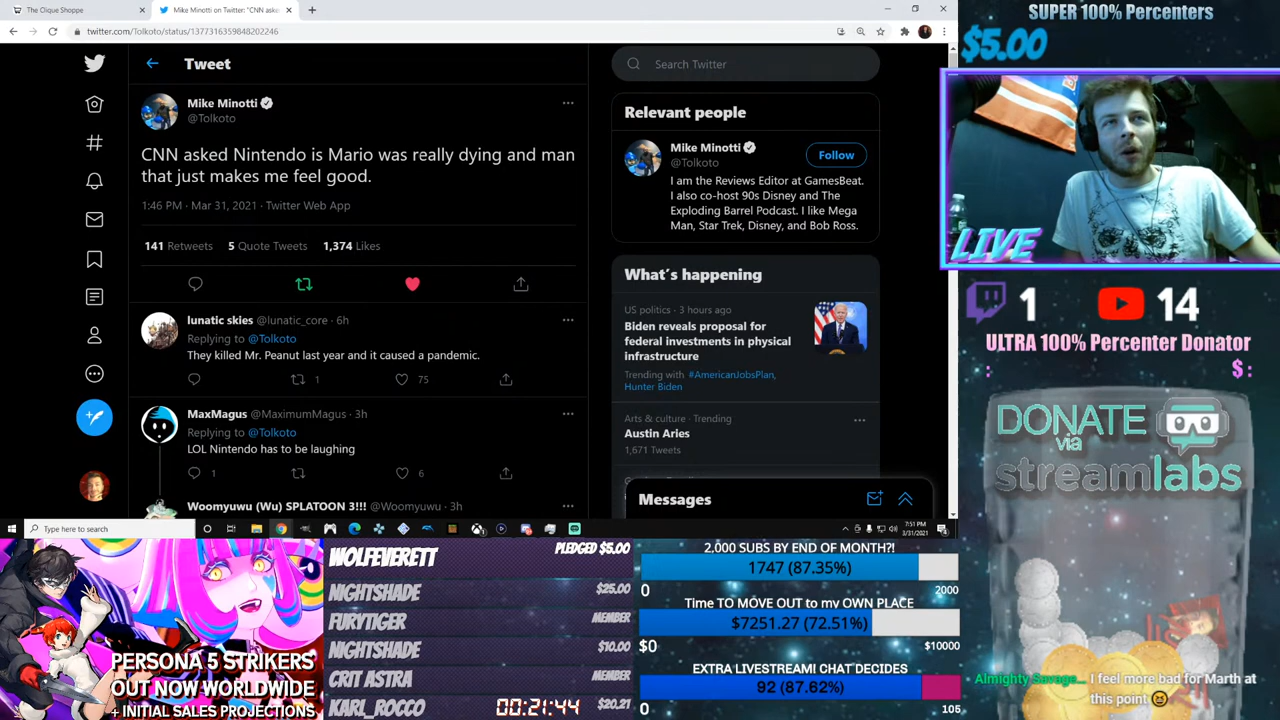 The Clique Shoppe
Mike Minotti on Twitter: "CNN aske
twitter.com/Tolkoto/status/1377316359848202246
Tweet
Search Twitter
Mike Minotti
@Tolkoto
CNN asked Nintendo is Mario was really dying and man
that just makes me feel good.
1:46 PM · Mar 31, 2021 · Twitter Web App
141 Retweets 5 Quote Tweets 1,374 Likes
lunatic skies @lunatic_core · 6h
Replying to @Tolkoto
They killed Mr. Peanut last year and it caused a pandemic.
1
75
MaxMagus @MaximumMagus · 3h
Replying to @Tolkoto
LOL Nintendo has to be laughing
1
6
Woomyuwu (Wu) SPLATOON 3!!! @Woomyuwu · 3h
Relevant people
Mike Minotti
@Tolkoto
Follow
I am the Reviews Editor at GamesBeat.
I also co-host 90s Disney and The
Exploding Barrel Podcast. I like Mega
Man, Star Trek, Disney, and Bob Ross.
What's happening
US politics · 3 hours ago
Biden reveals proposal for
federal investments in physical
infrastructure
Trending with #AmericanJobsPlan,
Hunter Biden
Arts & culture · Trending
Austin Aries
1,671 Tweets
Messages
Type here to search
7:51 PM
3/31/2021
SUPER 100% Percenters
$5.00
LIVE
1
14
ULTRA 100% Percenter Donator
:
$ :
DONATE
via
streamlabs
Almighty Savage... I feel more bad for Marth at
this point
PERSONA 5 STRIKERS
OUT NOW WORLDWIDE
+ INITIAL SALES PROJECTIONS
WOLFEVERETT PLEDGED $5.00
NIGHTSHADE $25.00
FURYTIGER MEMBER
NIGHTSHADE $10.00
CRIT ASTRA MEMBER
KARL_ROCCO 00:21:44 $20.21
2,000 SUBS BY END OF MONTH?!
1747 (87.35%)
0
2000
Time TO MOVE OUT to my OWN PLACE
$7251.27 (72.51%)
$0
$10000
EXTRA LIVESTREAM! CHAT DECIDES
92 (87.62%)
0
105